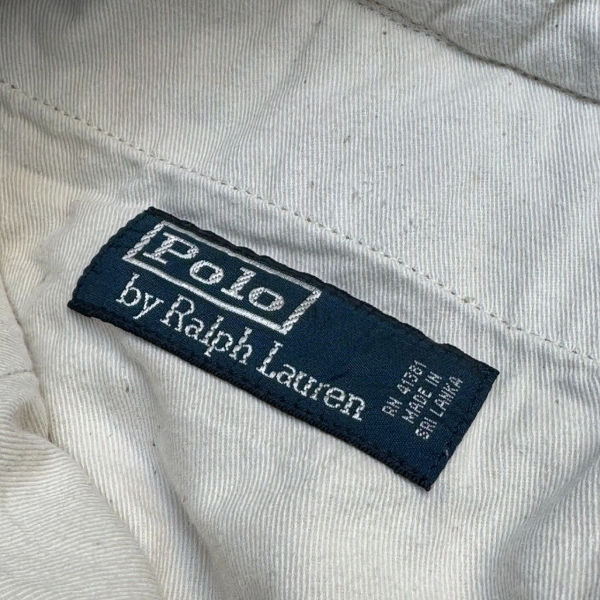 Polo
by Ralph Lauren
RN 41381
MADE IN
SRI LANKA